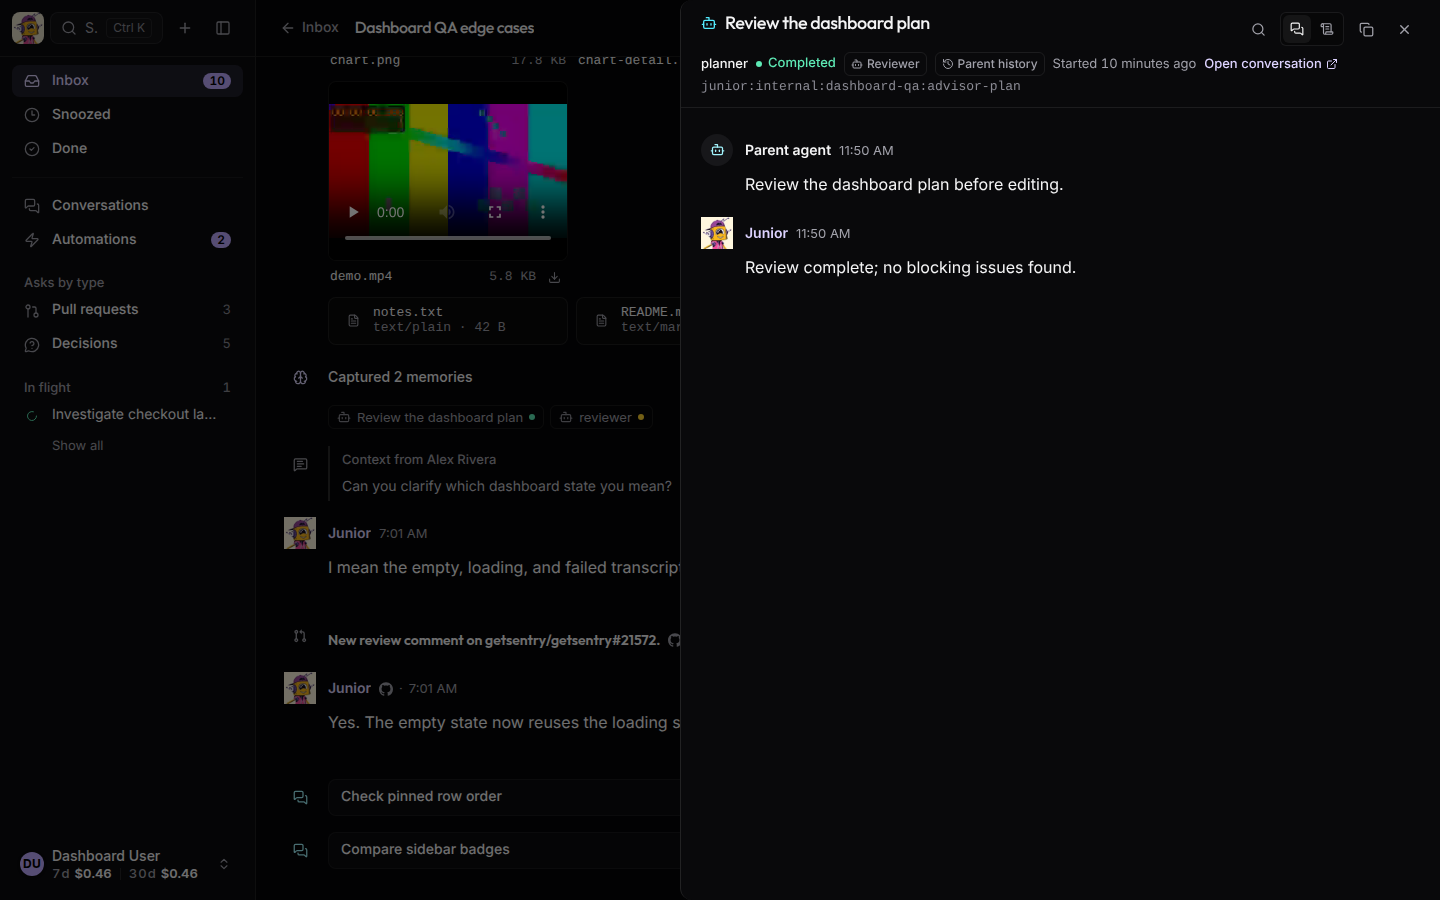 S.
Ctrl K
Inbox
10
Snoozed
Done
Conversations
Automations
2
Asks by type
Pull requests
3
Decisions
5
In flight
1
Investigate checkout la...
Show all
DU
Dashboard User
7d $0.46
30d $0.46
Inbox
Dashboard QA edge cases
chart.png
17.8 KB
chart-detail.
0:00
demo.mp4
5.8 KB
notes.txt
text/plain · 42 B
README.m
text/mar
Captured 2 memories
Review the dashboard plan
reviewer
Context from Alex Rivera
Can you clarify which dashboard state you mean?
Junior 7:01 AM
I mean the empty, loading, and failed transcrip
New review comment on getsentry/getsentry#21572.
Junior · 7:01 AM
Yes. The empty state now reuses the loading s
Check pinned row order
Compare sidebar badges
Review the dashboard plan
planner
Completed
Reviewer
Parent history
Started 10 minutes ago
Open conversation
junior:internal:dashboard-qa:advisor-plan
Parent agent 11:50 AM
Review the dashboard plan before editing.
Junior 11:50 AM
Review complete; no blocking issues found.